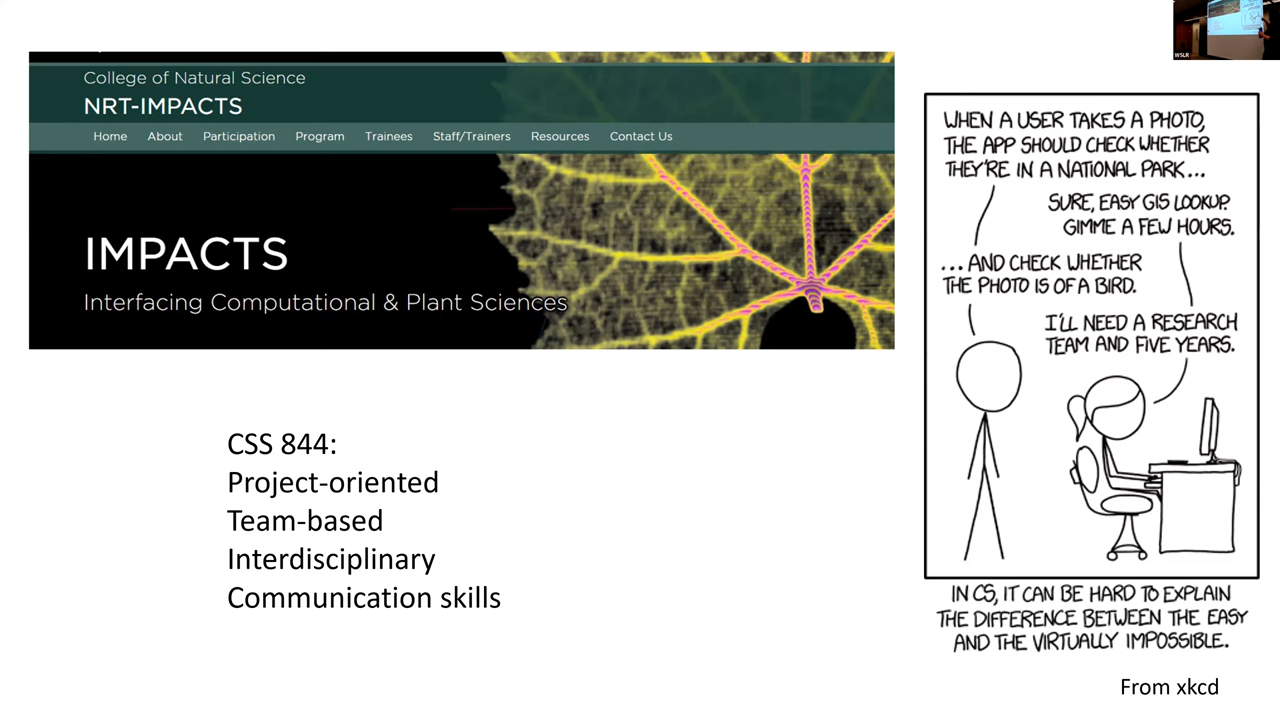 College of Natural Science
NRT-IMPACTS
Home About Participation Program Trainees Staff/Trainers Resources Contact Us
IMPACTS
Interfacing Computational & Plant Sciences
CSS 844:
Project-oriented
Team-based
Interdisciplinary
Communication skills
WSLR
WHEN A USER TAKES A PHOTO,
THE APP SHOULD CHECK WHETHER
THEY'RE IN A NATIONAL PARK...
SURE, EASY GIS LOOKUP.
GIMME A FEW HOURS.
...AND CHECK WHETHER
THE PHOTO IS OF A BIRD.
I'LL NEED A RESEARCH
TEAM AND FIVE YEARS.
IN CS, IT CAN BE HARD TO EXPLAIN
THE DIFFERENCE BETWEEN THE EASY
AND THE VIRTUALLY IMPOSSIBLE.
From xkcd